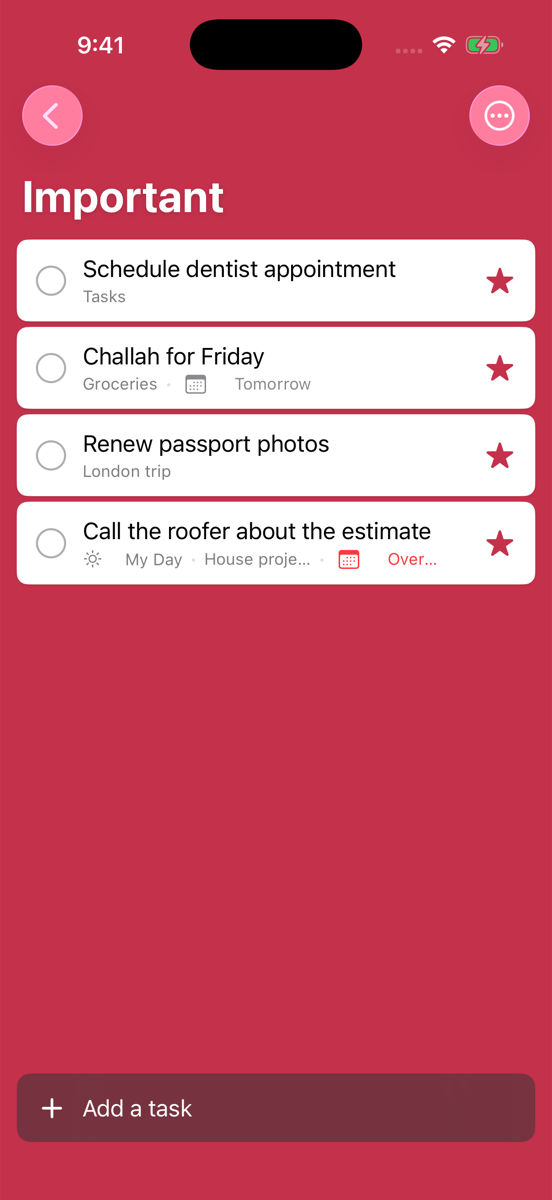 9:41
Important
Schedule dentist appointment
Tasks
Challah for Friday
Groceries · Tomorrow
Renew passport photos
London trip
Call the roofer about the estimate
My Day · House proje... · Over...
Add a task